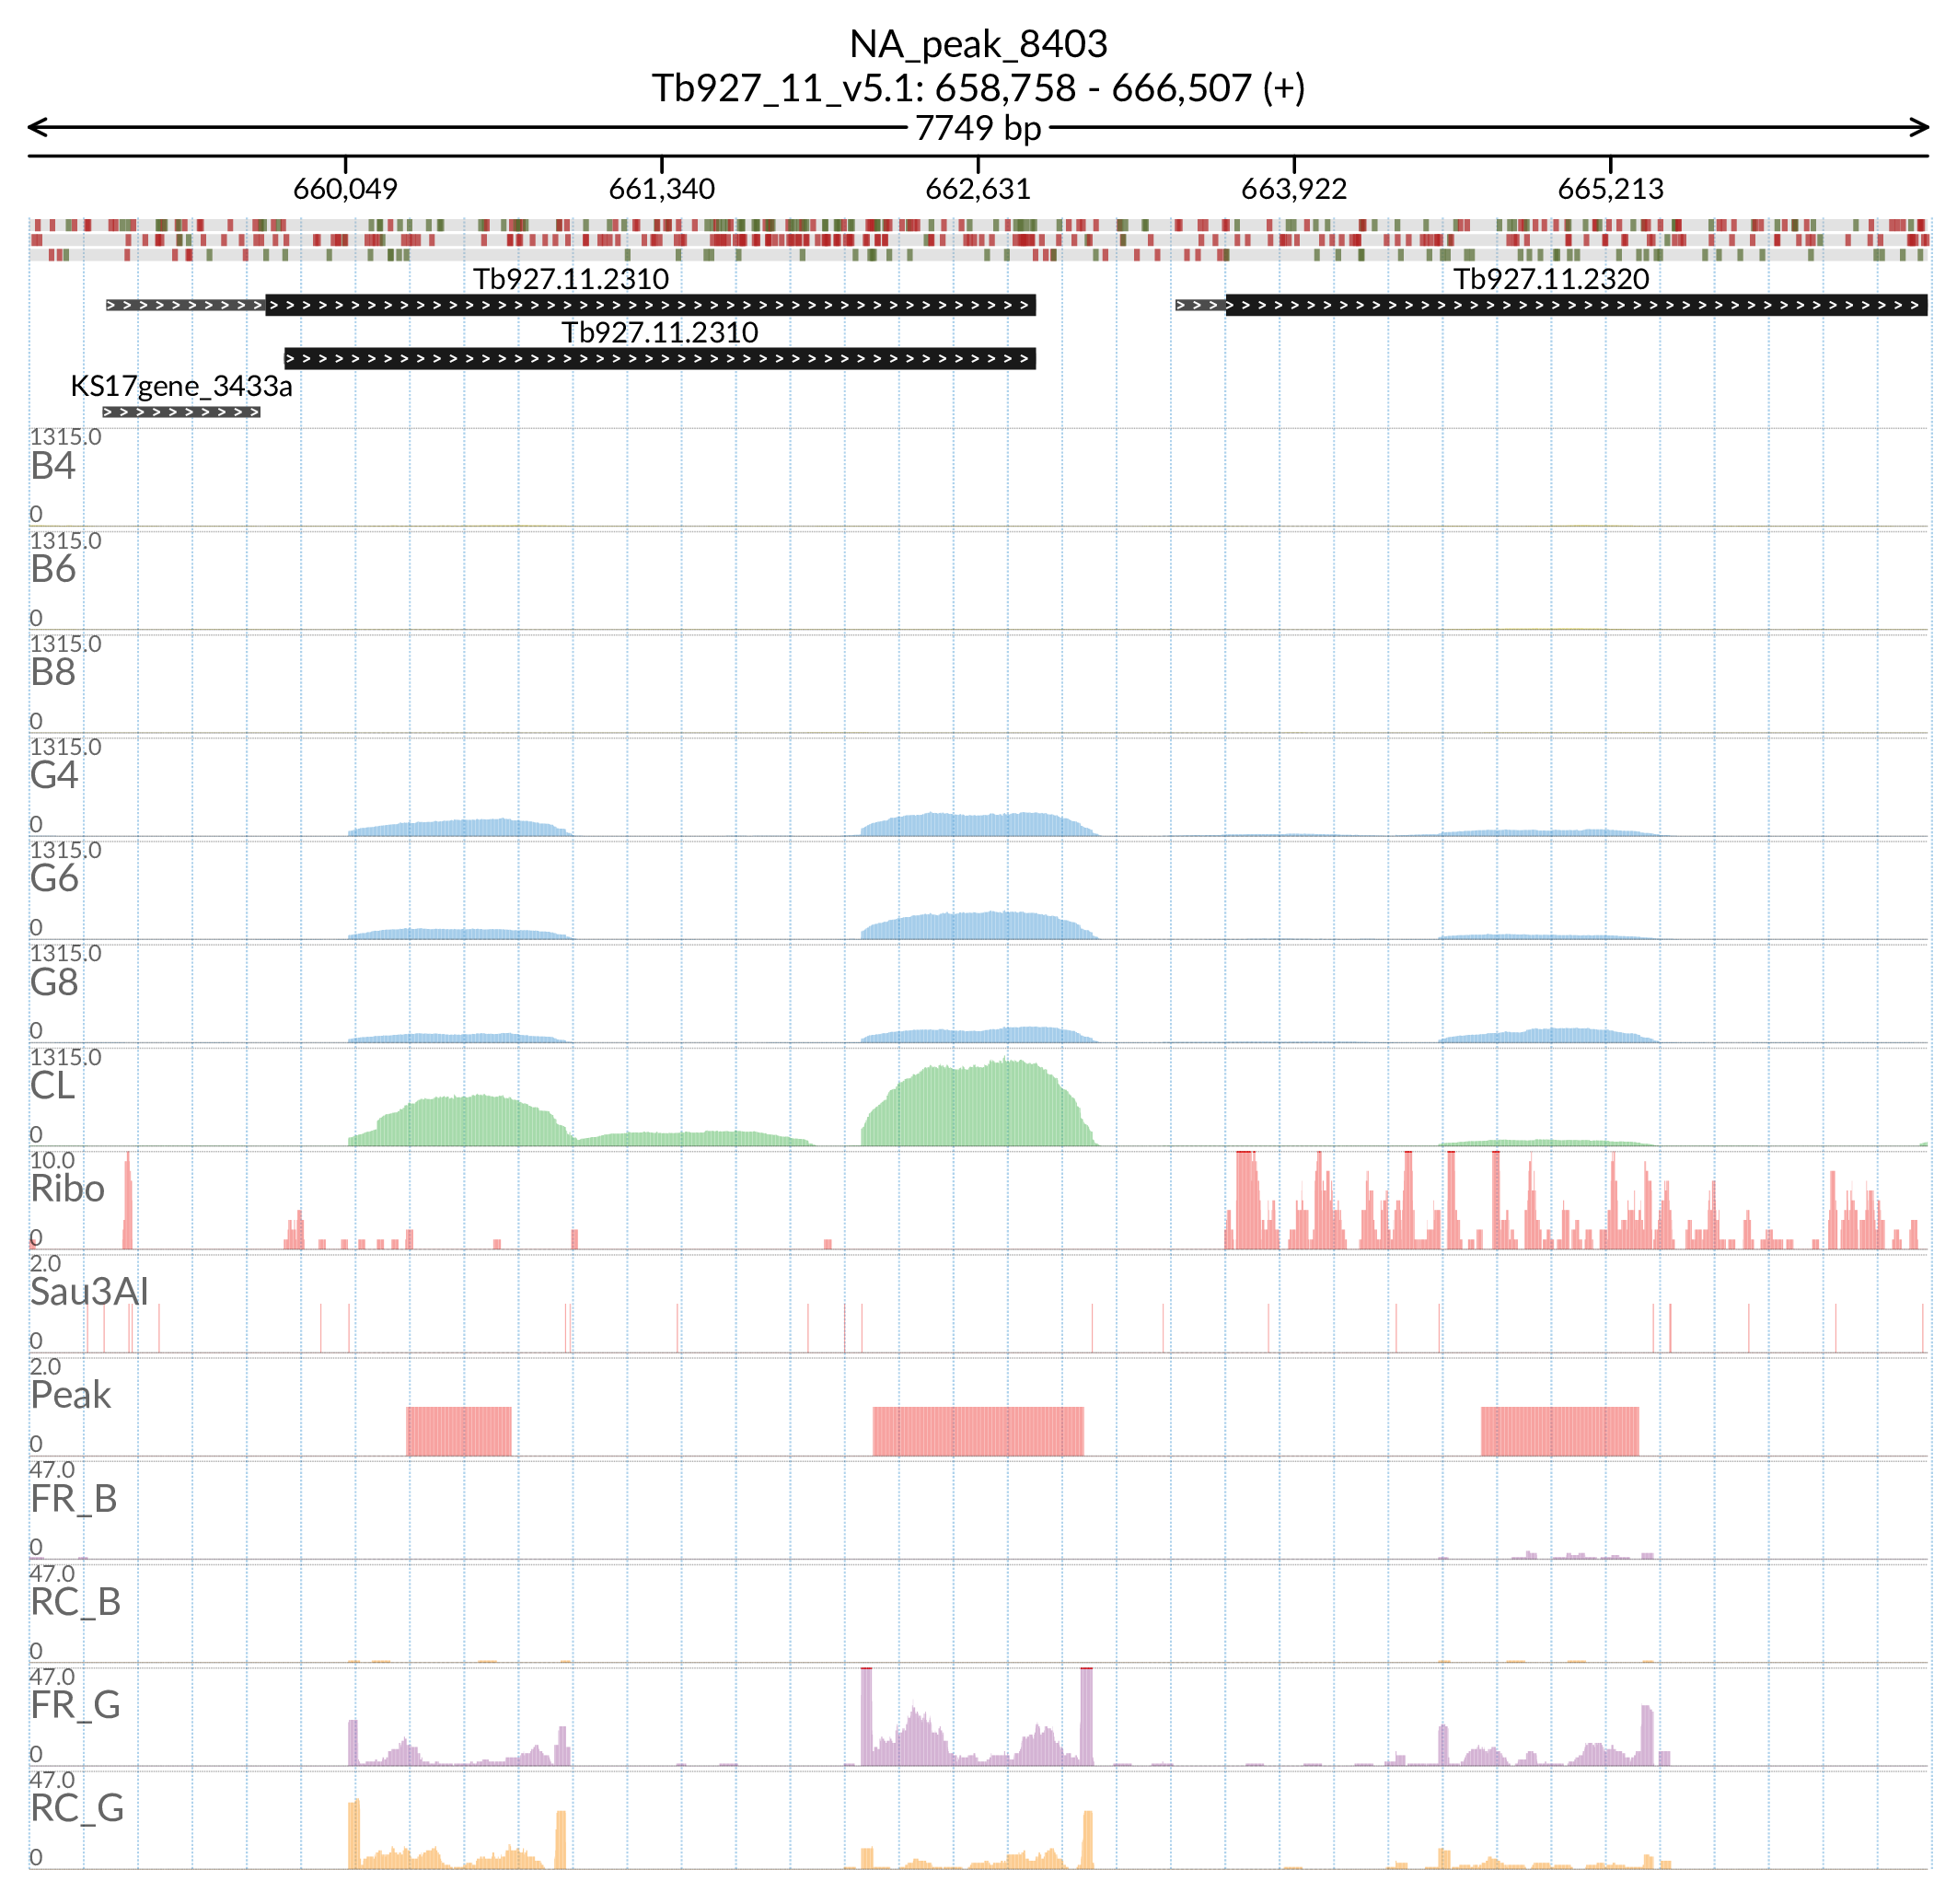 NA_peak_8403
Tb927_11_v5.1: 658,758 - 666,507 (+)
7749 bp
660,049 661,340 662,631 663,922 665,213
Tb927.11.2310 Tb927.11.2320
Tb927.11.2310
KS17gene_3433a
1315.0
B4
0
1315.0
B6
0
1315.0
B8
0
1315.0
G4
0
1315.0
G6
0
1315.0
G8
0
1315.0
CL
0
10.0
Ribo
0
2.0
Sau3AI
0
2.0
Peak
0
47.0
FR_B
0
47.0
RC_B
0
47.0
FR_G
0
47.0
RC_G
0